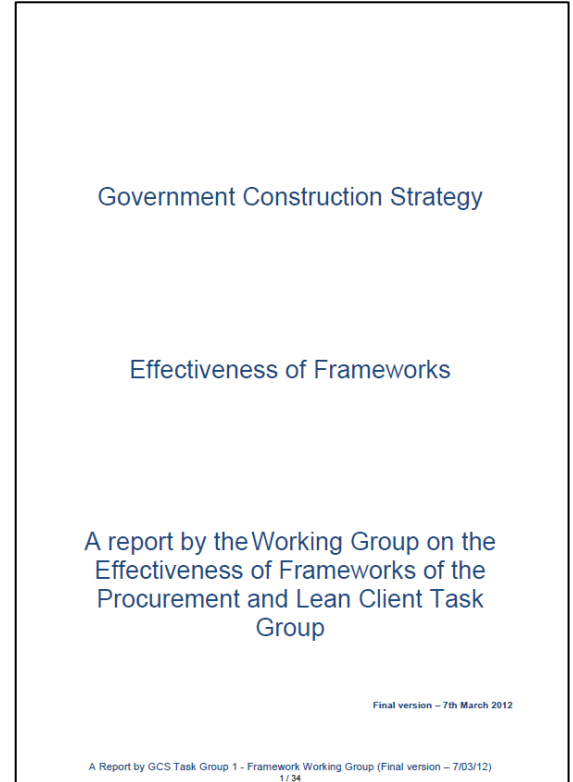 Government Construction Strategy
Effectiveness of Frameworks
A report by the Working Group on the
Effectiveness of Frameworks of the
Procurement and Lean Client Task
Group
Final version – 7th March 2012
A Report by GCS Task Group 1 - Framework Working Group (Final version – 7/03/12)
1 / 34